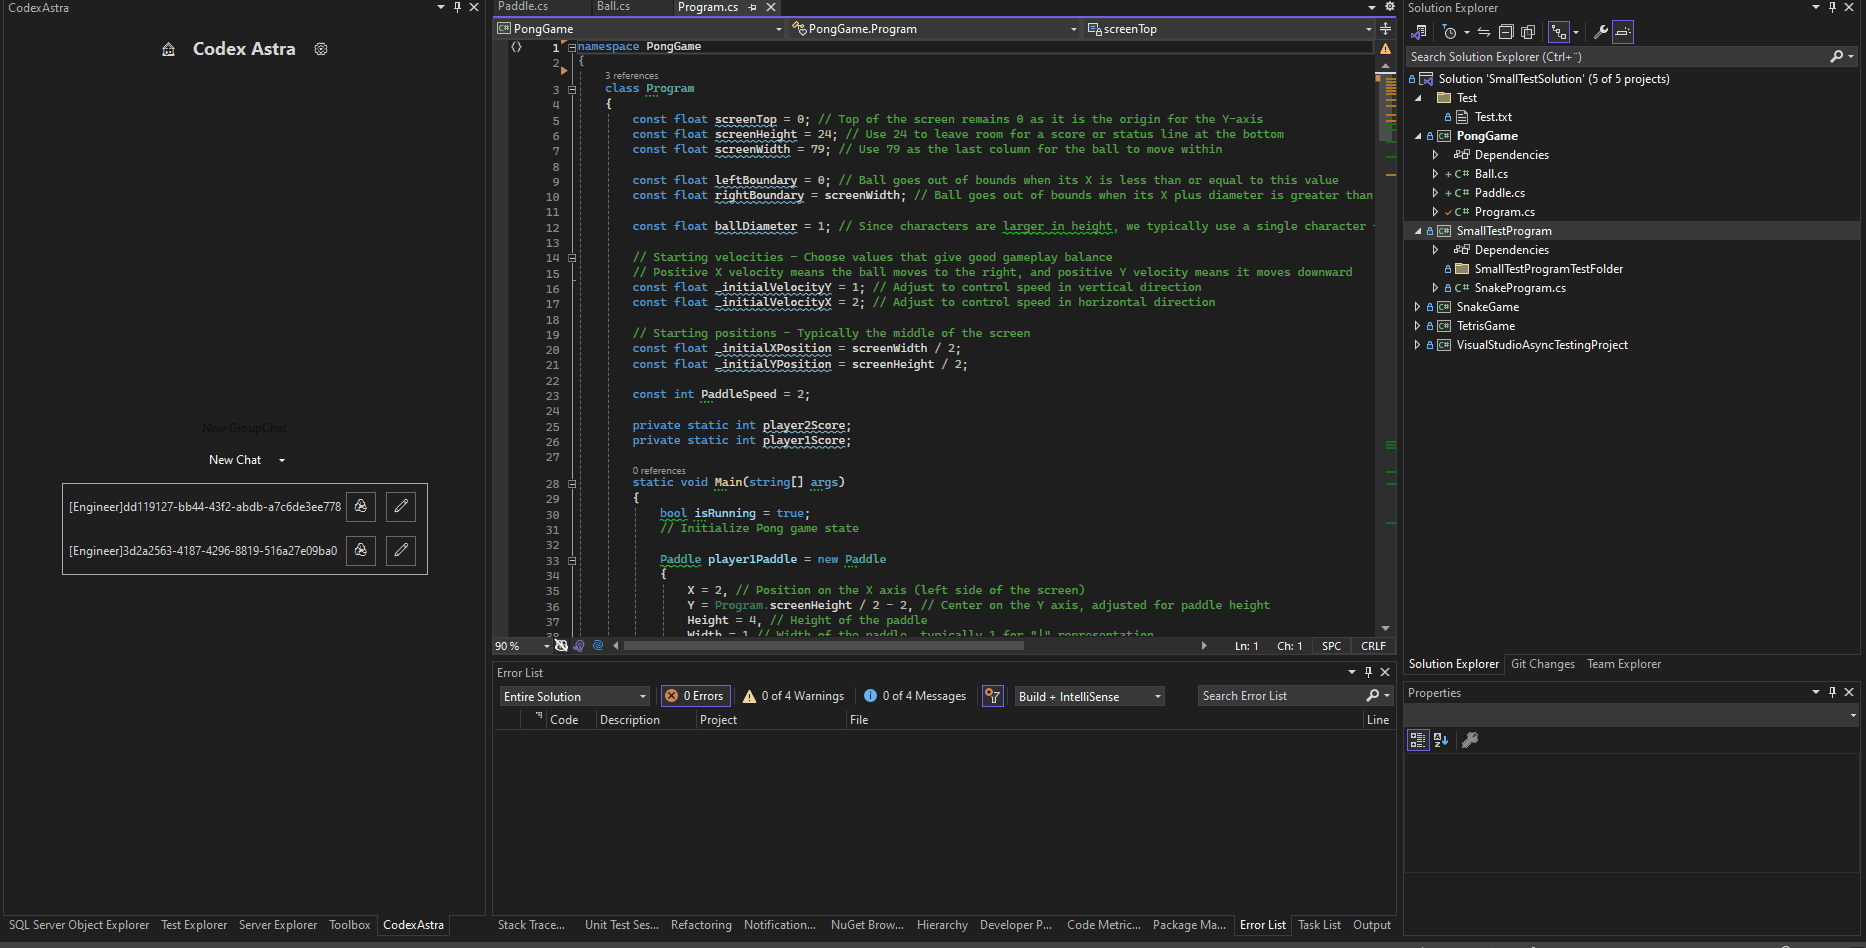 CodexAstra
Codex Astra
New GroupChat
New Chat
[Engineer]dd119127-bb44-43f2-abdb-a7c6de3ee778
[Engineer]3d2a2563-4187-4296-8819-516a27e09ba0
SQL Server Object Explorer Test Explorer Server Explorer Toolbox CodexAstra
Paddle.cs Ball.cs Program.cs
PongGame PongGame.Program screenTop
1 namespace PongGame
2 {
3 references
3 class Program
4 {
5 const float screenTop = 0; // Top of the screen remains 0 as it is the origin for the Y-axis
6 const float screenHeight = 24; // Use 24 to leave room for a score or status line at the bottom
7 const float screenWidth = 79; // Use 79 as the last column for the ball to move within
8
9 const float leftBoundary = 0; // Ball goes out of bounds when its X is less than or equal to this value
10 const float rightBoundary = screenWidth; // Ball goes out of bounds when its X plus diameter is greater than
11
12 const float ballDiameter = 1; // Since characters are larger in height, we typically use a single character
13
14 // Starting velocities - Choose values that give good gameplay balance
15 // Positive X velocity means the ball moves to the right, and positive Y velocity means it moves downward
16 const float _initialVelocityY = 1; // Adjust to control speed in vertical direction
17 const float _initialVelocityX = 2; // Adjust to control speed in horizontal direction
18
19 // Starting positions - Typically the middle of the screen
20 const float _initialXPosition = screenWidth / 2;
21 const float _initialYPosition = screenHeight / 2;
22
23 const int PaddleSpeed = 2;
24
25 private static int player2Score;
26 private static int player1Score;
27
0 references
28 static void Main(string[] args)
29 {
30 bool isRunning = true;
31 // Initialize Pong game state
32
33 Paddle player1Paddle = new Paddle
34 {
35 X = 2, // Position on the X axis (left side of the screen)
36 Y = Program.screenHeight / 2 - 2, // Center on the Y axis, adjusted for paddle height
37 Height = 4, // Height of the paddle
38 Width = 1 // Width of the paddle, typically 1 for "|" representation
90 % Ln: 1 Ch: 1 SPC CRLF
Error List
Entire Solution 0 Errors 0 of 4 Warnings 0 of 4 Messages Build + IntelliSense Search Error List
Code Description Project File Line
Stack Trace... Unit Test Ses... Refactoring Notification... NuGet Brow... Hierarchy Developer P... Code Metric... Package Ma... Error List Task List Output
Solution Explorer
Search Solution Explorer (Ctrl+¨)
Solution 'SmallTestSolution' (5 of 5 projects)
Test
Test.txt
C# PongGame
Dependencies
C# Ball.cs
C# Paddle.cs
C# Program.cs
C# SmallTestProgram
Dependencies
SmallTestProgramTestFolder
C# SnakeProgram.cs
C# SnakeGame
C# TetrisGame
C# VisualStudioAsyncTestingProject
Solution Explorer Git Changes Team Explorer
Properties